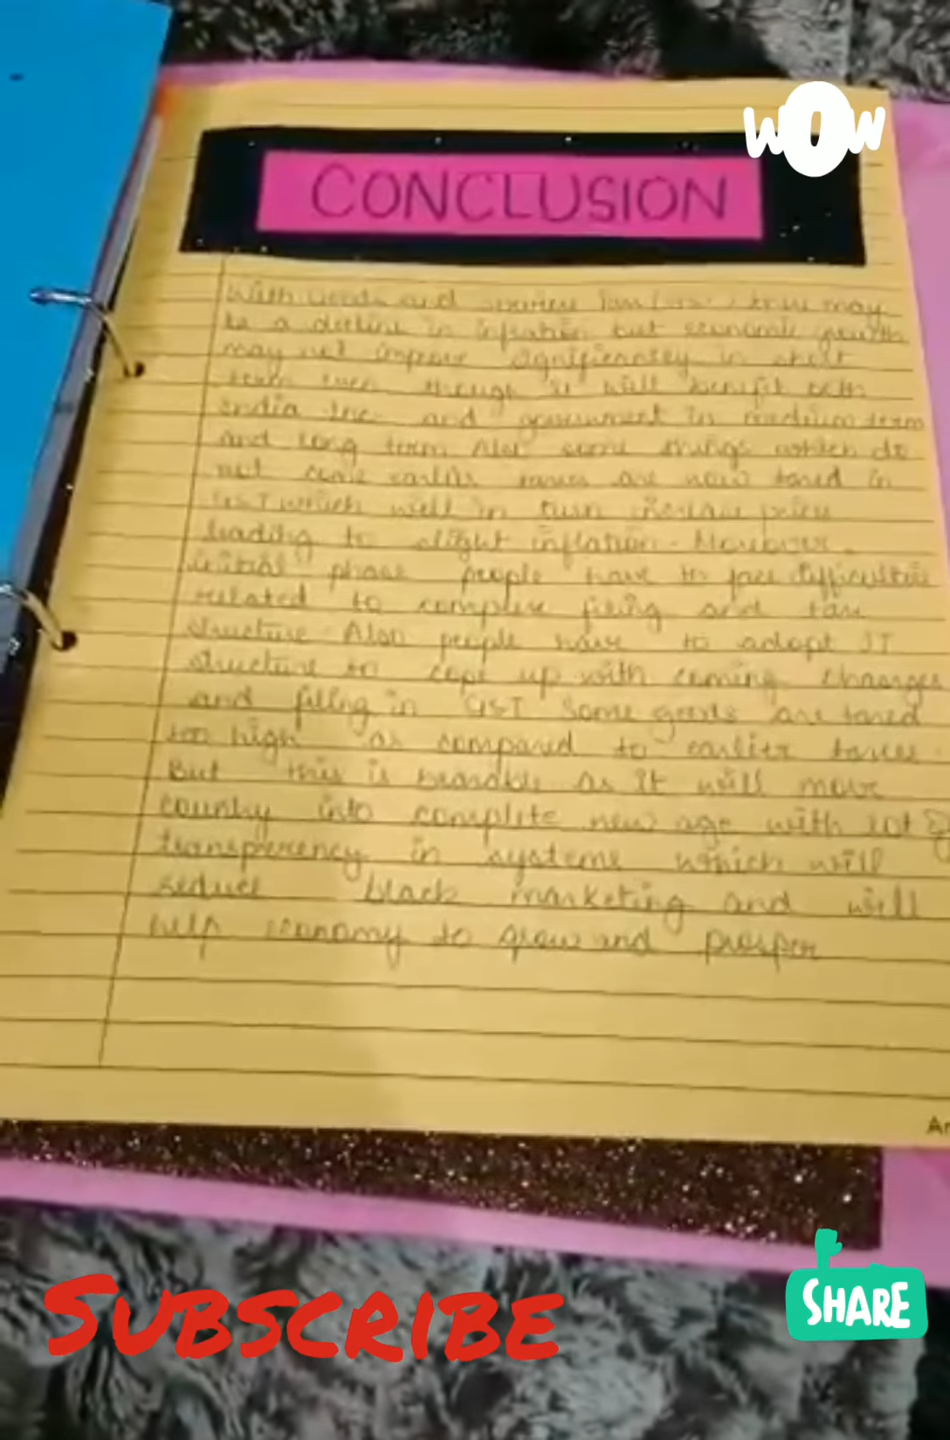 WOW
CONCLUSION
With Goods and service tax (GST), there may
be a decline in inflation but economic growth
may not improve significantly in short
term even though it will benefit both
India Inc. and government in medium term
and long term Also some things which do
not earlier taxes are now taxed in
GST which will in turn increase price
leading to slight inflation. Moreover
initial phase people have to face difficulties
related to complex filing and tax
structure. Also people have to adopt IT
structure to cope up with coming changes
and filling in GST Some goods are taxed
too high as compared to earlier taxes.
But this is bearable as it will move
country into complete new age with lot of
transperency in systems which will
reduce black marketing and will
help economy to grow and prosper
SUBSCRIBE
SHARE